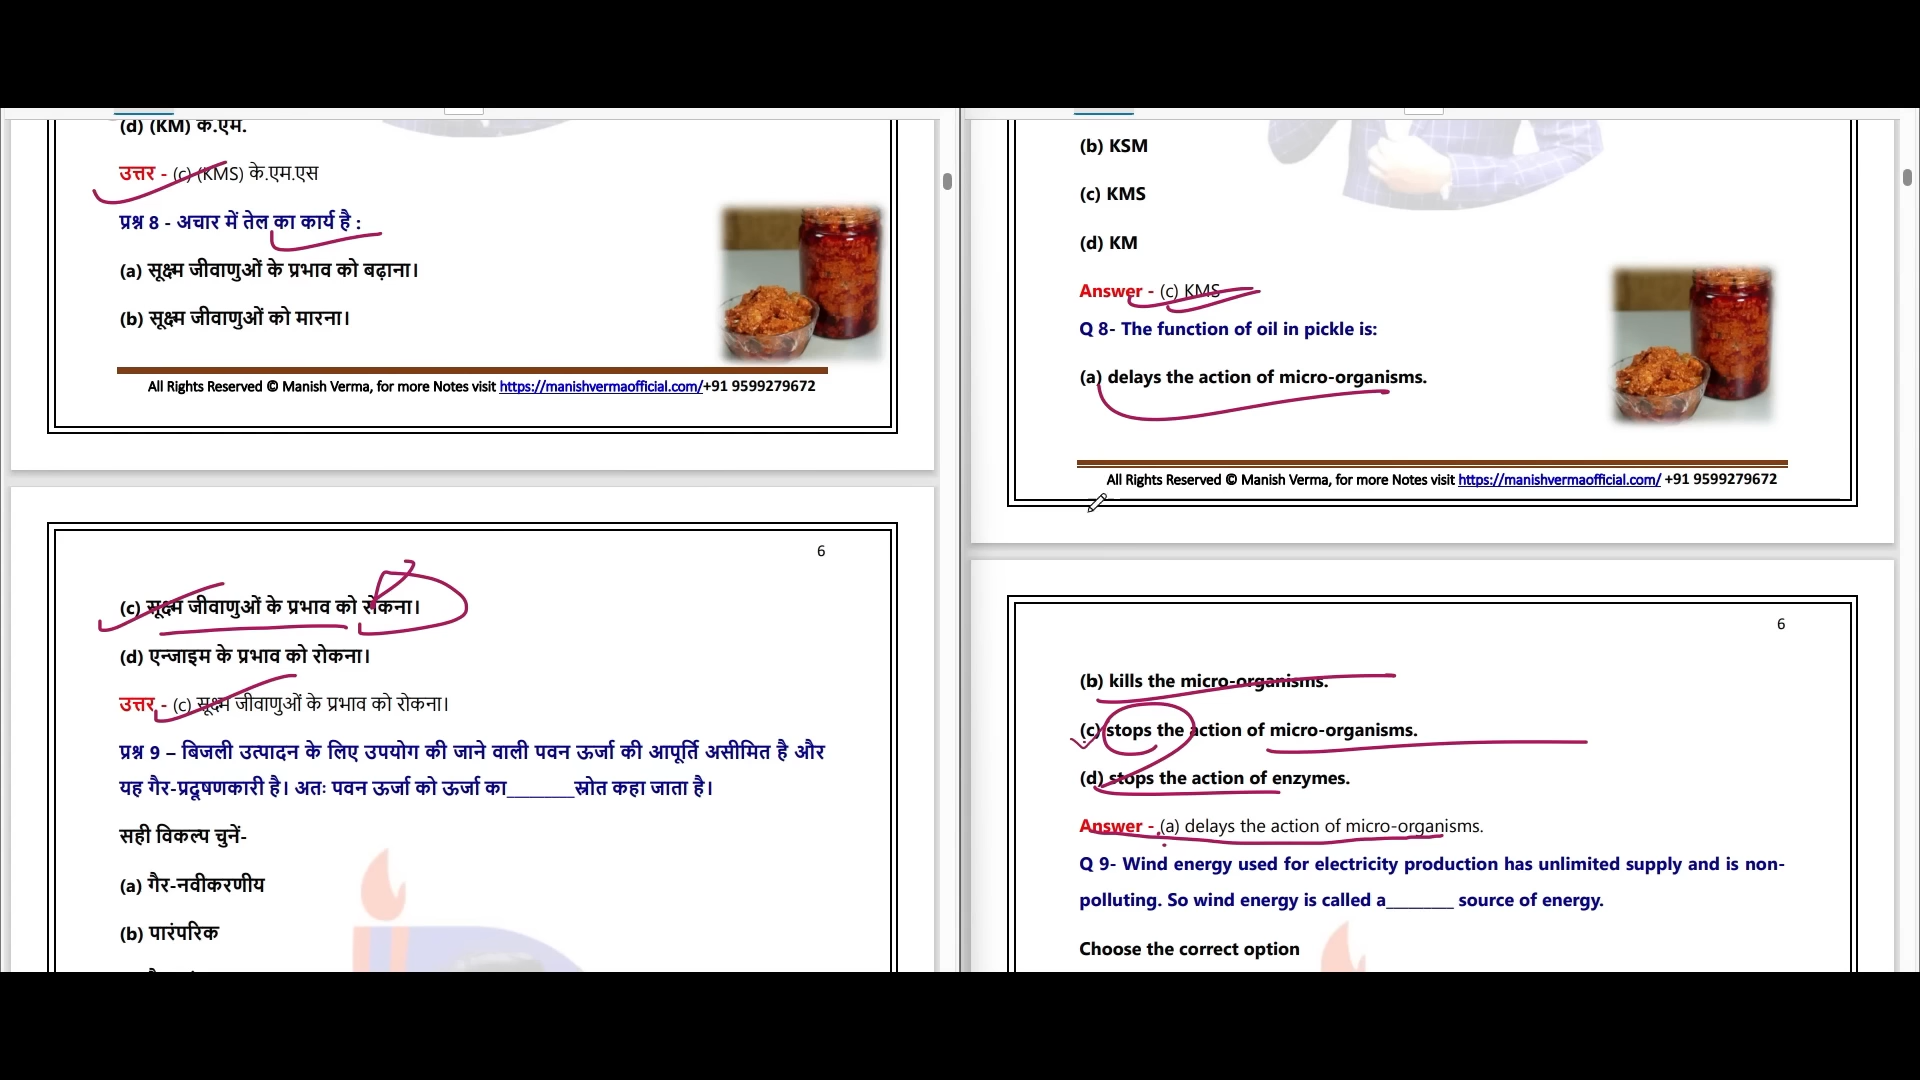 (d) (KM) के.एम.
उत्तर - (c) (KMS) के.एम.एस
प्रश्न 8 - अचार में तेल का कार्य है :
(a) सूक्ष्म जीवाणुओं के प्रभाव को बढ़ाना।
(b) सूक्ष्म जीवाणुओं को मारना।
All Rights Reserved © Manish Verma, for more Notes visit https://manishvermaofficial.com/+91 9599279672
6
(c) सूक्ष्म जीवाणुओं के प्रभाव को रोकना।
(d) एन्जाइम के प्रभाव को रोकना।
उत्तर - (c) सूक्ष्म जीवाणुओं के प्रभाव को रोकना।
प्रश्न 9 – बिजली उत्पादन के लिए उपयोग की जाने वाली पवन ऊर्जा की आपूर्ति असीमित है और
यह गैर-प्रदूषणकारी है। अतः पवन ऊर्जा को ऊर्जा का_______स्रोत कहा जाता है।
सही विकल्प चुनें-
(a) गैर-नवीकरणीय
(b) पारंपरिक
(b) KSM
(c) KMS
(d) KM
Answer - (c) KMS
Q 8- The function of oil in pickle is:
(a) delays the action of micro-organisms.
All Rights Reserved © Manish Verma, for more Notes visit https://manishvermaofficial.com/ +91 9599279672
6
(b) kills the micro-organisms.
(c) stops the action of micro-organisms.
(d) stops the action of enzymes.
Answer - (a) delays the action of micro-organisms.
Q 9- Wind energy used for electricity production has unlimited supply and is non-
polluting. So wind energy is called a_______ source of energy.
Choose the correct option